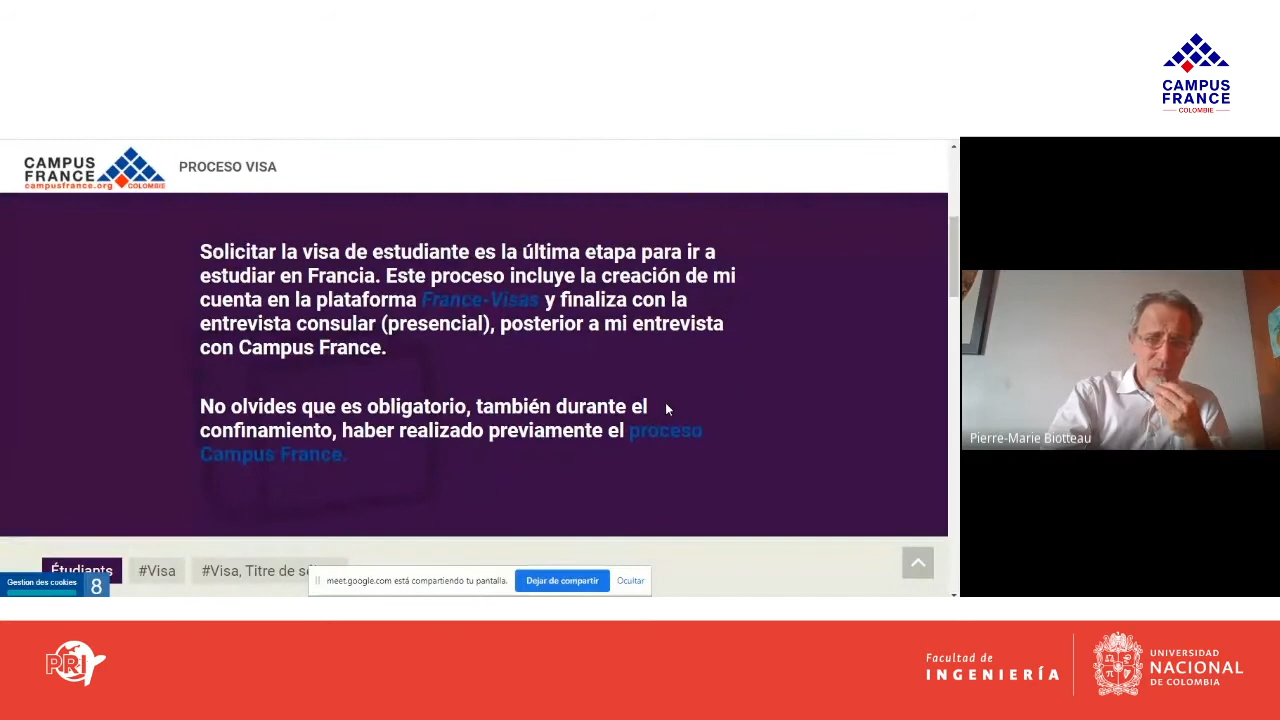 CAMPUS
FRANCE
COLOMBIE
CAMPUS
FRANCE
campusfrance.org
COLOMBIE
PROCESO VISA
Solicitar la visa de estudiante es la última etapa para ir a
estudiar en Francia. Este proceso incluye la creación de mi
cuenta en la plataforma France-Visas y finaliza con la
entrevista consular (presencial), posterior a mi entrevista
con Campus France.
No olvides que es obligatorio, también durante el
confinamiento, haber realizado previamente el proceso
Campus France.
Pierre-Marie Biotteau
Étudiants #Visa #Visa, Titre de
meet.google.com está compartiendo tu pantalla. Dejar de compartir Ocultar
Gestion des cookies 8
PRI
Facultad de
INGENIERÍA
UNIVERSIDAD
NACIONAL
DE COLOMBIA